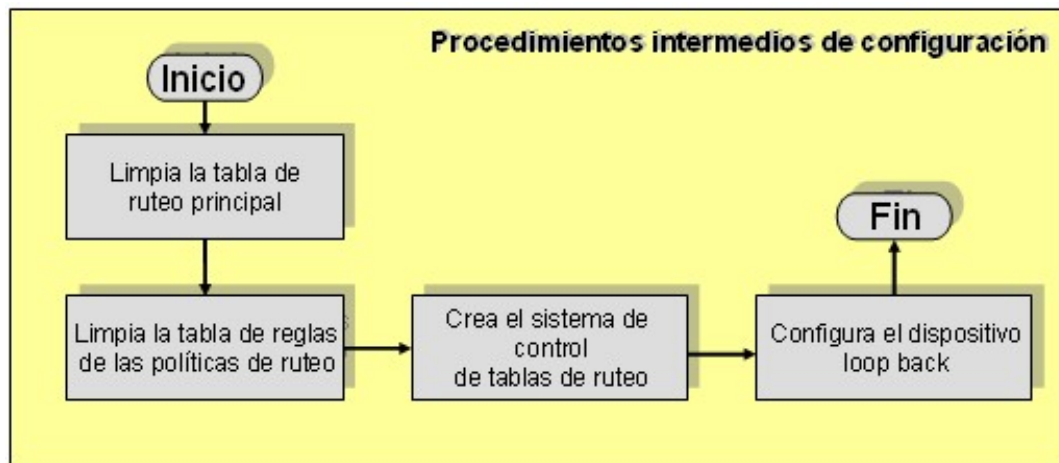 Procedimientos intermedios de configuración
Inicio
Limpia la tabla de
ruteo principal
Limpia la tabla de reglas
de las políticas de ruteo
Crea el sistema de
control
de tablas de ruteo
Configura el dispositivo
loop back
Fin